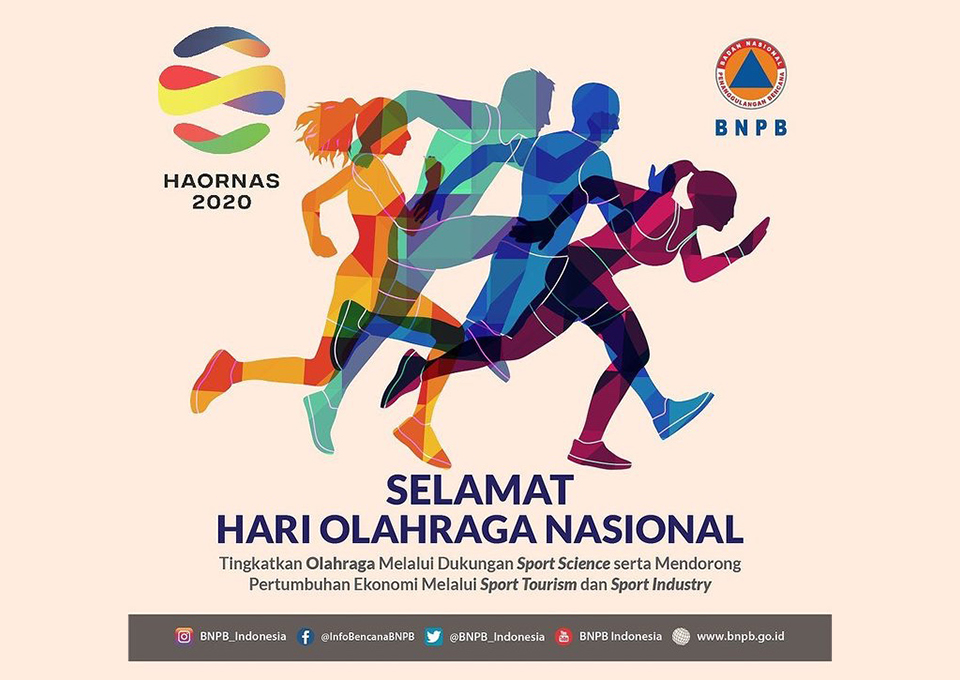 HAORNAS
2020
BADAN NASIONAL
PENANGGULANGAN BENCANA
BNPB
SELAMAT
HARI OLAHRAGA NASIONAL
Tingkatkan Olahraga Melalui Dukungan Sport Science serta Mendorong
Pertumbuhan Ekonomi Melalui Sport Tourism dan Sport Industry
BNPB_Indonesia @InfoBencanaBNPB @BNPB_Indonesia BNPB Indonesia www.bnpb.go.id